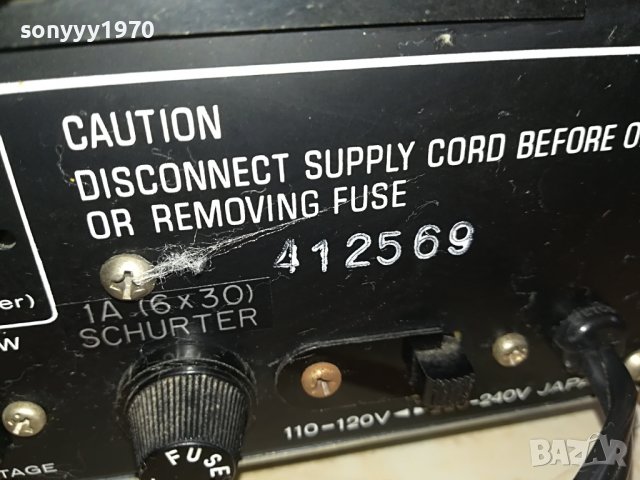 sonyyy1970
CAUTION
DISCONNECT SUPPLY CORD BEFORE O
OR REMOVING FUSE
412569
er)
1A (6×30)
SCHURTER
W
110-120V -240V JAPA
FUSE
TAGE
BAZAR